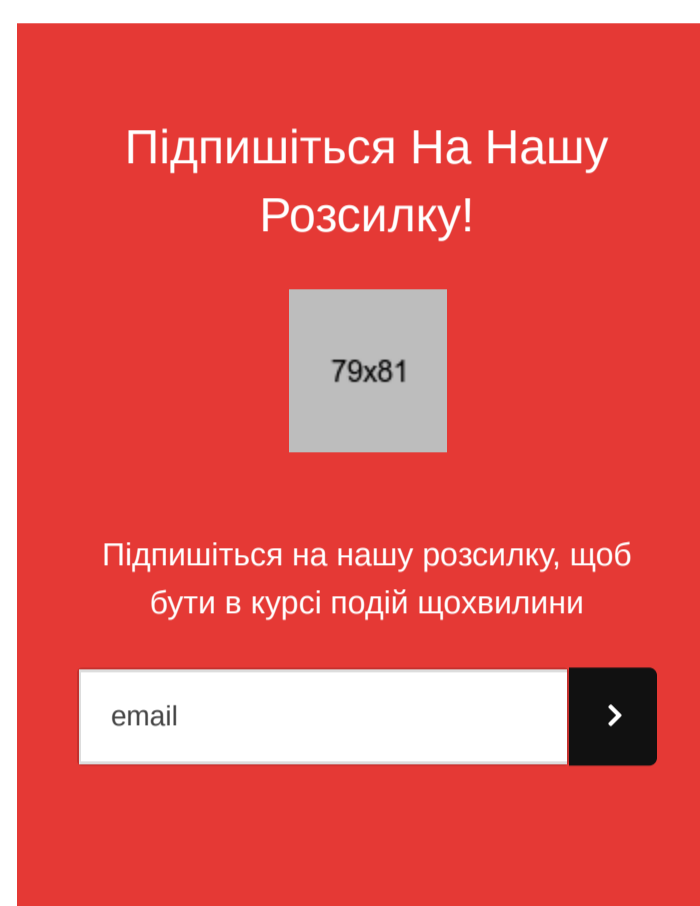 Підпишіться На Нашу
Розсилку!
79x81
Підпишіться на нашу розсилку, щоб
бути в курсі подій щохвилини
email